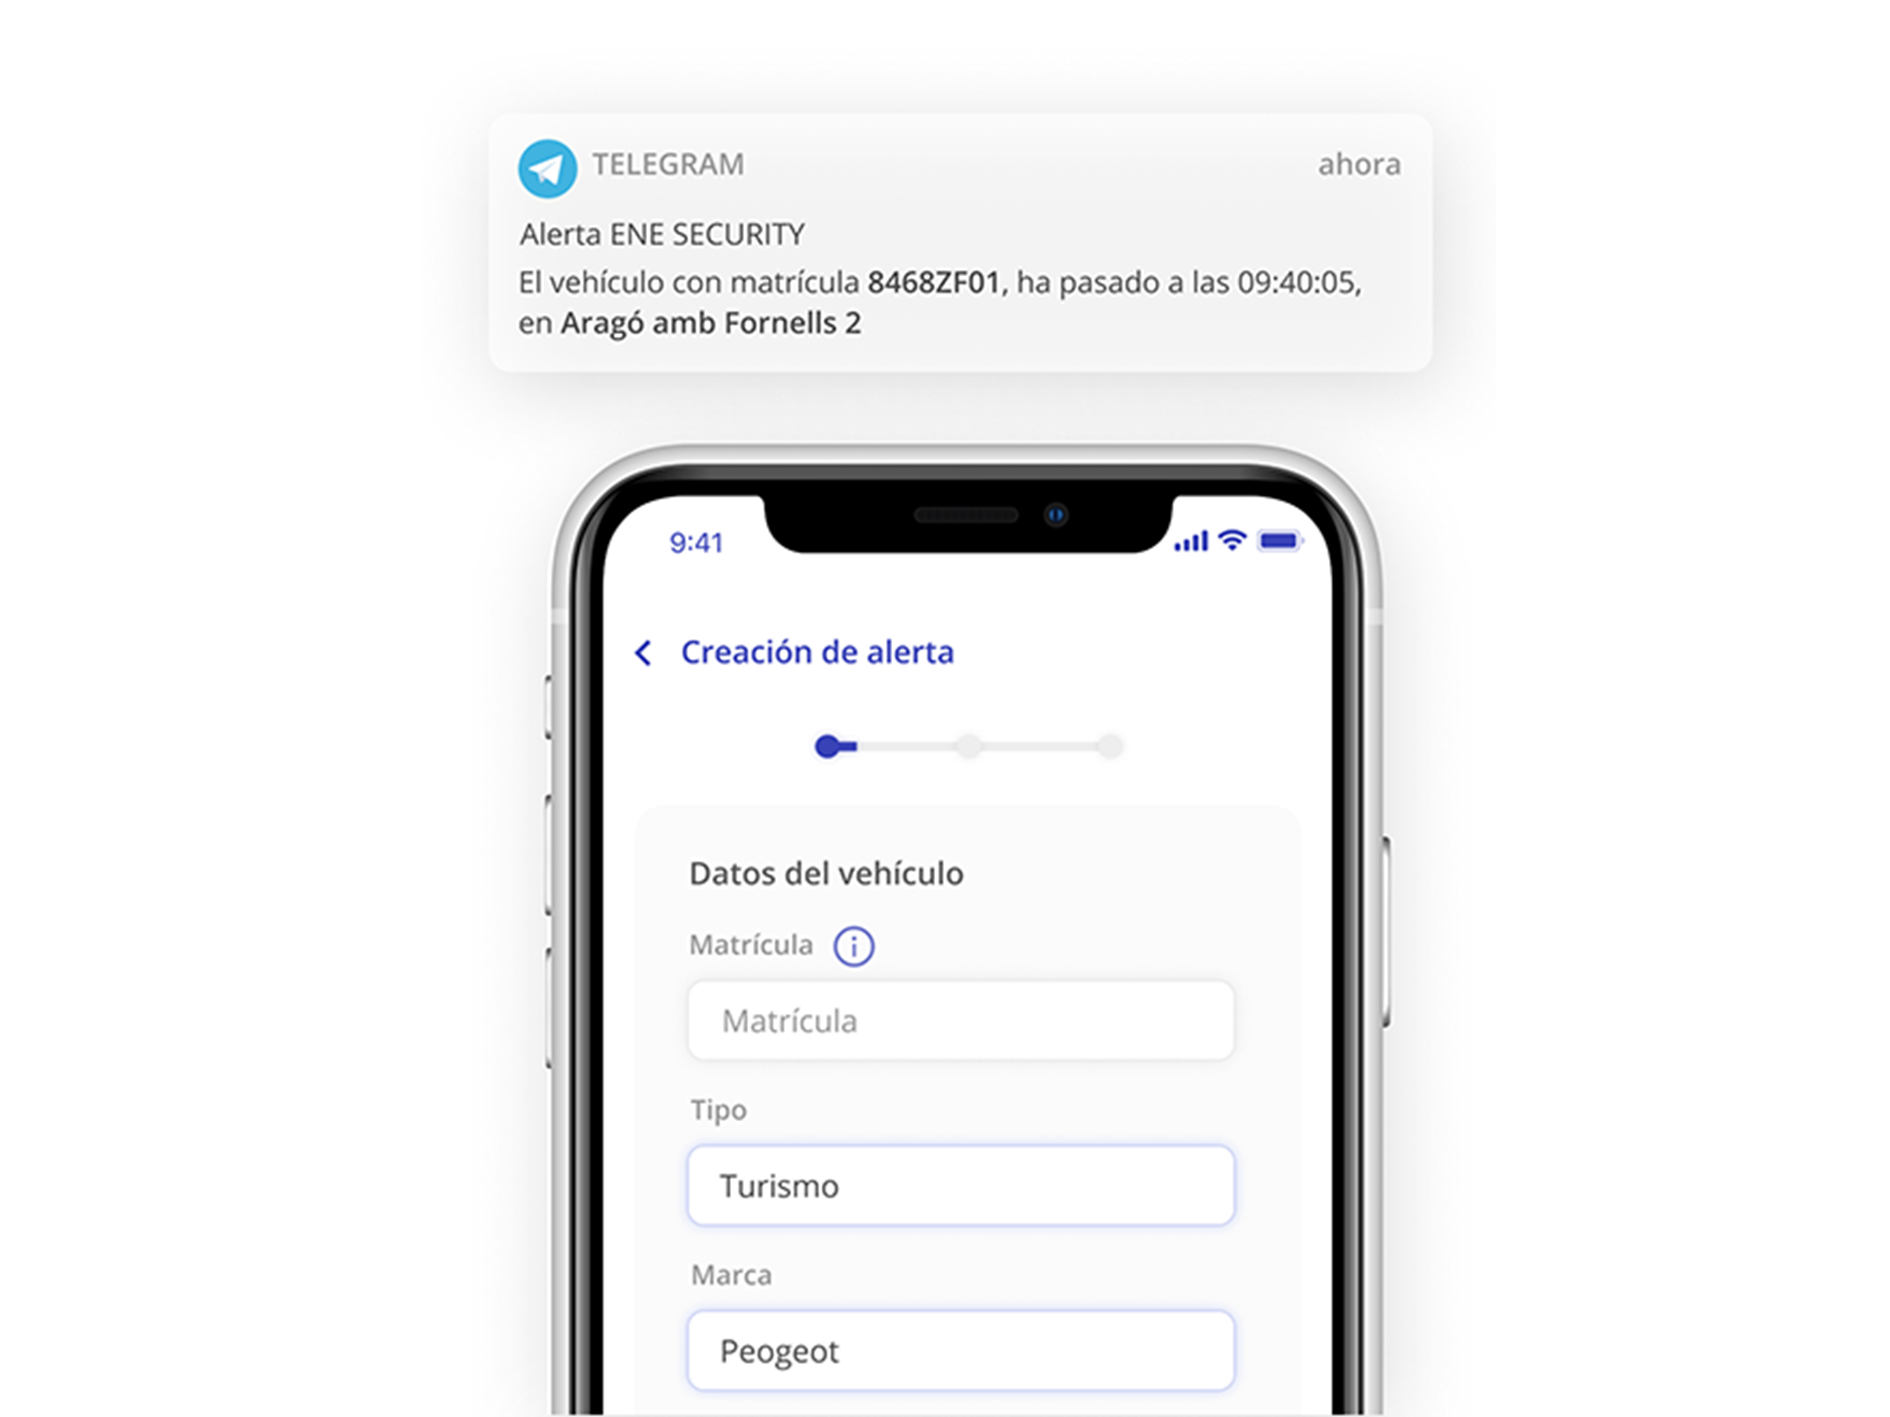 TELEGRAM
ahora
Alerta ENE SECURITY
El vehículo con matrícula 8468ZF01, ha pasado a las 09:40:05,
en Aragó amb Fornells 2
9:41
Creación de alerta
Datos del vehículo
Matrícula
Matrícula
Tipo
Turismo
Marca
Peogeot